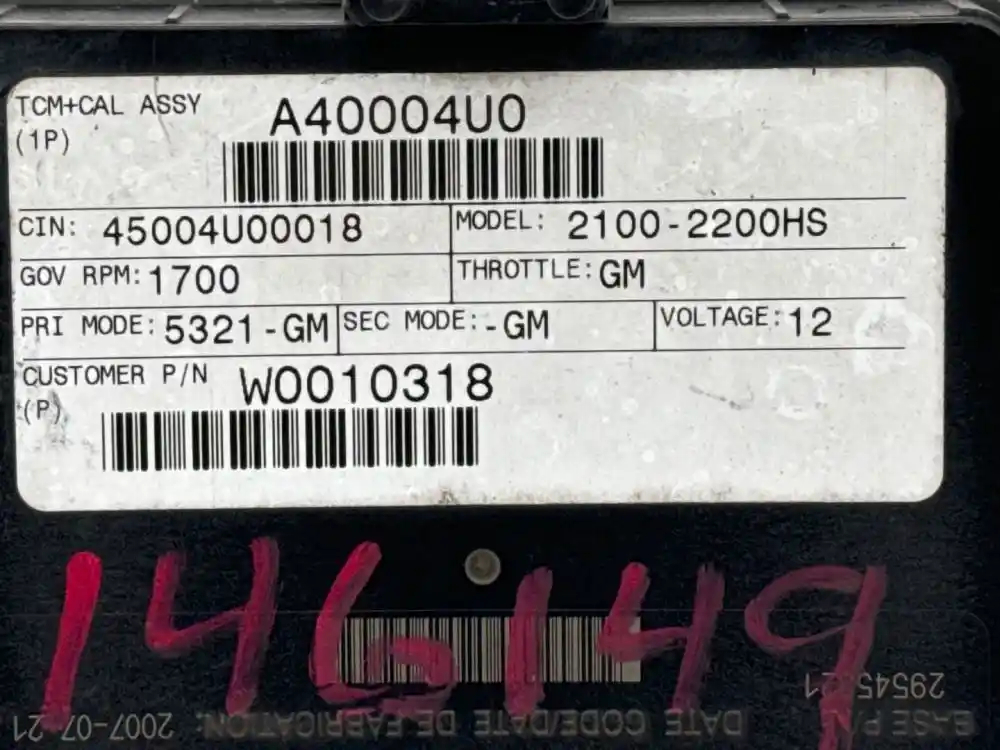 TCM+CAL ASSY A40004U0
(1P)
CIN: 45004U00018 MODEL: 2100-2200HS
GOV RPM: 1700 THROTTLE: GM
PRI MODE: 5321-GM SEC MODE: -GM VOLTAGE: 12
CUSTOMER P/N W0010318
(P)
146149
BASE P/N:
DATE CODE/DATE DE FABRICATION: 2007-07-21